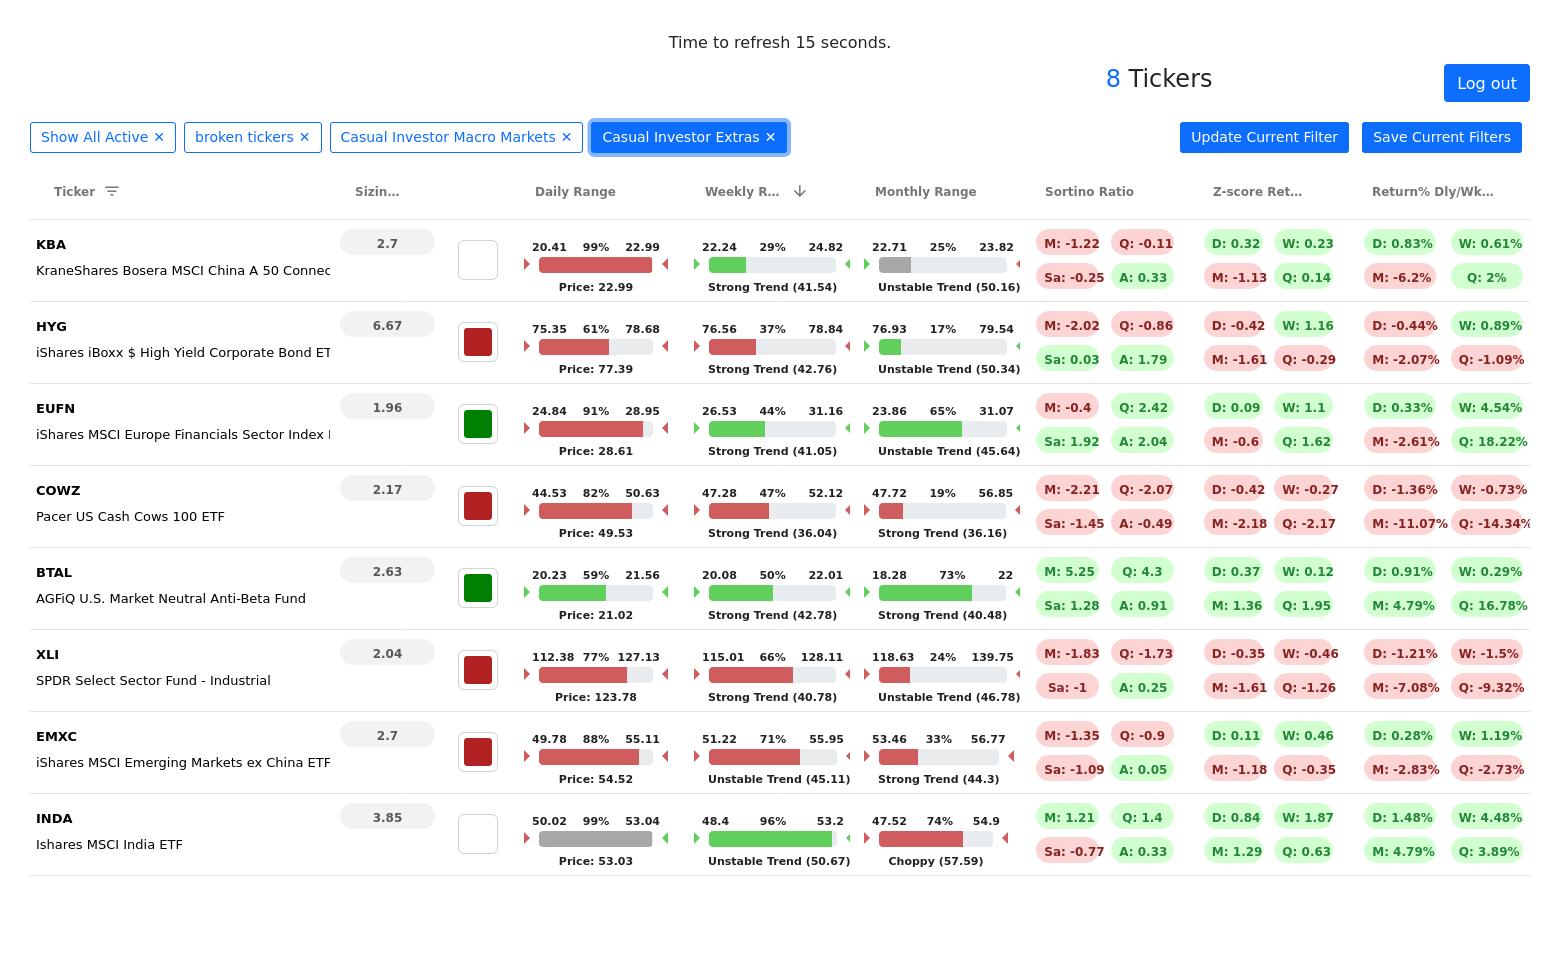 Time to refresh 15 seconds.
8 Tickers
Log out
Show All Active ✕ broken tickers ✕ Casual Investor Macro Markets ✕ Casual Investor Extras ✕ Update Current Filter Save Current Filters
Ticker Sizin… Daily Range Weekly R… Monthly Range Sortino Ratio Z-score Ret… Return% Dly/Wk…
KBA 2.7 20.41 99% 22.99 22.24 29% 24.82 22.71 25% 23.82 M: -1.22 Q: -0.11 D: 0.32 W: 0.23 D: 0.83% W: 0.61%
KraneShares Bosera MSCI China A 50 Connec Sa: -0.25 A: 0.33 M: -1.13 Q: 0.14 M: -6.2% Q: 2%
Price: 22.99 Strong Trend (41.54) Unstable Trend (50.16)
HYG 6.67 75.35 61% 78.68 76.56 37% 78.84 76.93 17% 79.54 M: -2.02 Q: -0.86 D: -0.42 W: 1.16 D: -0.44% W: 0.89%
iShares iBoxx $ High Yield Corporate Bond ET Sa: 0.03 A: 1.79 M: -1.61 Q: -0.29 M: -2.07% Q: -1.09%
Price: 77.39 Strong Trend (42.76) Unstable Trend (50.34)
EUFN 1.96 24.84 91% 28.95 26.53 44% 31.16 23.86 65% 31.07 M: -0.4 Q: 2.42 D: 0.09 W: 1.1 D: 0.33% W: 4.54%
iShares MSCI Europe Financials Sector Index Sa: 1.92 A: 2.04 M: -0.6 Q: 1.62 M: -2.61% Q: 18.22%
Price: 28.61 Strong Trend (41.05) Unstable Trend (45.64)
COWZ 2.17 44.53 82% 50.63 47.28 47% 52.12 47.72 19% 56.85 M: -2.21 Q: -2.07 D: -0.42 W: -0.27 D: -1.36% W: -0.73%
Pacer US Cash Cows 100 ETF Sa: -1.45 A: -0.49 M: -2.18 Q: -2.17 M: -11.07% Q: -14.34%
Price: 49.53 Strong Trend (36.04) Strong Trend (36.16)
BTAL 2.63 20.23 59% 21.56 20.08 50% 22.01 18.28 73% 22 M: 5.25 Q: 4.3 D: 0.37 W: 0.12 D: 0.91% W: 0.29%
AGFiQ U.S. Market Neutral Anti-Beta Fund Sa: 1.28 A: 0.91 M: 1.36 Q: 1.95 M: 4.79% Q: 16.78%
Price: 21.02 Strong Trend (42.78) Strong Trend (40.48)
XLI 2.04 112.38 77% 127.13 115.01 66% 128.11 118.63 24% 139.75 M: -1.83 Q: -1.73 D: -0.35 W: -0.46 D: -1.21% W: -1.5%
SPDR Select Sector Fund - Industrial Sa: -1 A: 0.25 M: -1.61 Q: -1.26 M: -7.08% Q: -9.32%
Price: 123.78 Strong Trend (40.78) Unstable Trend (46.78)
EMXC 2.7 49.78 88% 55.11 51.22 71% 55.95 53.46 33% 56.77 M: -1.35 Q: -0.9 D: 0.11 W: 0.46 D: 0.28% W: 1.19%
iShares MSCI Emerging Markets ex China ETF Sa: -1.09 A: 0.05 M: -1.18 Q: -0.35 M: -2.83% Q: -2.73%
Price: 54.52 Unstable Trend (45.11) Strong Trend (44.3)
INDA 3.85 50.02 99% 53.04 48.4 96% 53.2 47.52 74% 54.9 M: 1.21 Q: 1.4 D: 0.84 W: 1.87 D: 1.48% W: 4.48%
Ishares MSCI India ETF Sa: -0.77 A: 0.33 M: 1.29 Q: 0.63 M: 4.79% Q: 3.89%
Price: 53.03 Unstable Trend (50.67) Choppy (57.59)